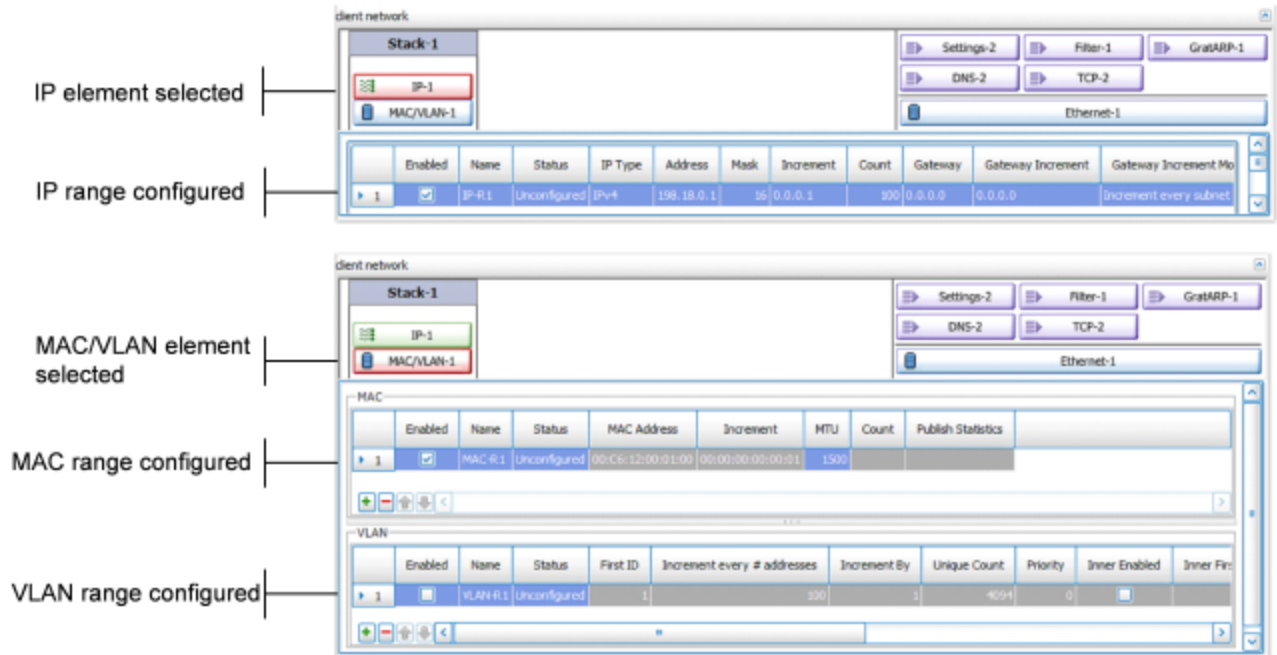 client network
Stack-1
Settings-2 Filter-1 GratARP-1
IP element selected
IP-1
DNS-2 TCP-2
MAC/VLAN-1
Ethernet-1
Enabled Name Status IP Type Address Mask Increment Count Gateway Gateway Increment Gateway Increment Mo
IP range configured
1 IP-R1 Unconfigured IPv4 198.18.0.1 16 0.0.0.1 100 0.0.0.0 0.0.0.0 Increment every subnet
client network
Stack-1
Settings-2 Filter-1 GratARP-1
IP-1
DNS-2 TCP-2
MAC/VLAN element
selected
MAC/VLAN-1
Ethernet-1
MAC
Enabled Name Status MAC Address Increment MTU Count Publish Statistics
MAC range configured
1 MAC-R1 Unconfigured 00:C6:12:00:01:00 00:00:00:00:00:01 1500
VLAN
Enabled Name Status First ID Increment every # addresses Increment By Unique Count Priority Inner Enabled Inner Firs
VLAN range configured
1 VLAN-R1 Unconfigured 1 100 1 4094 0